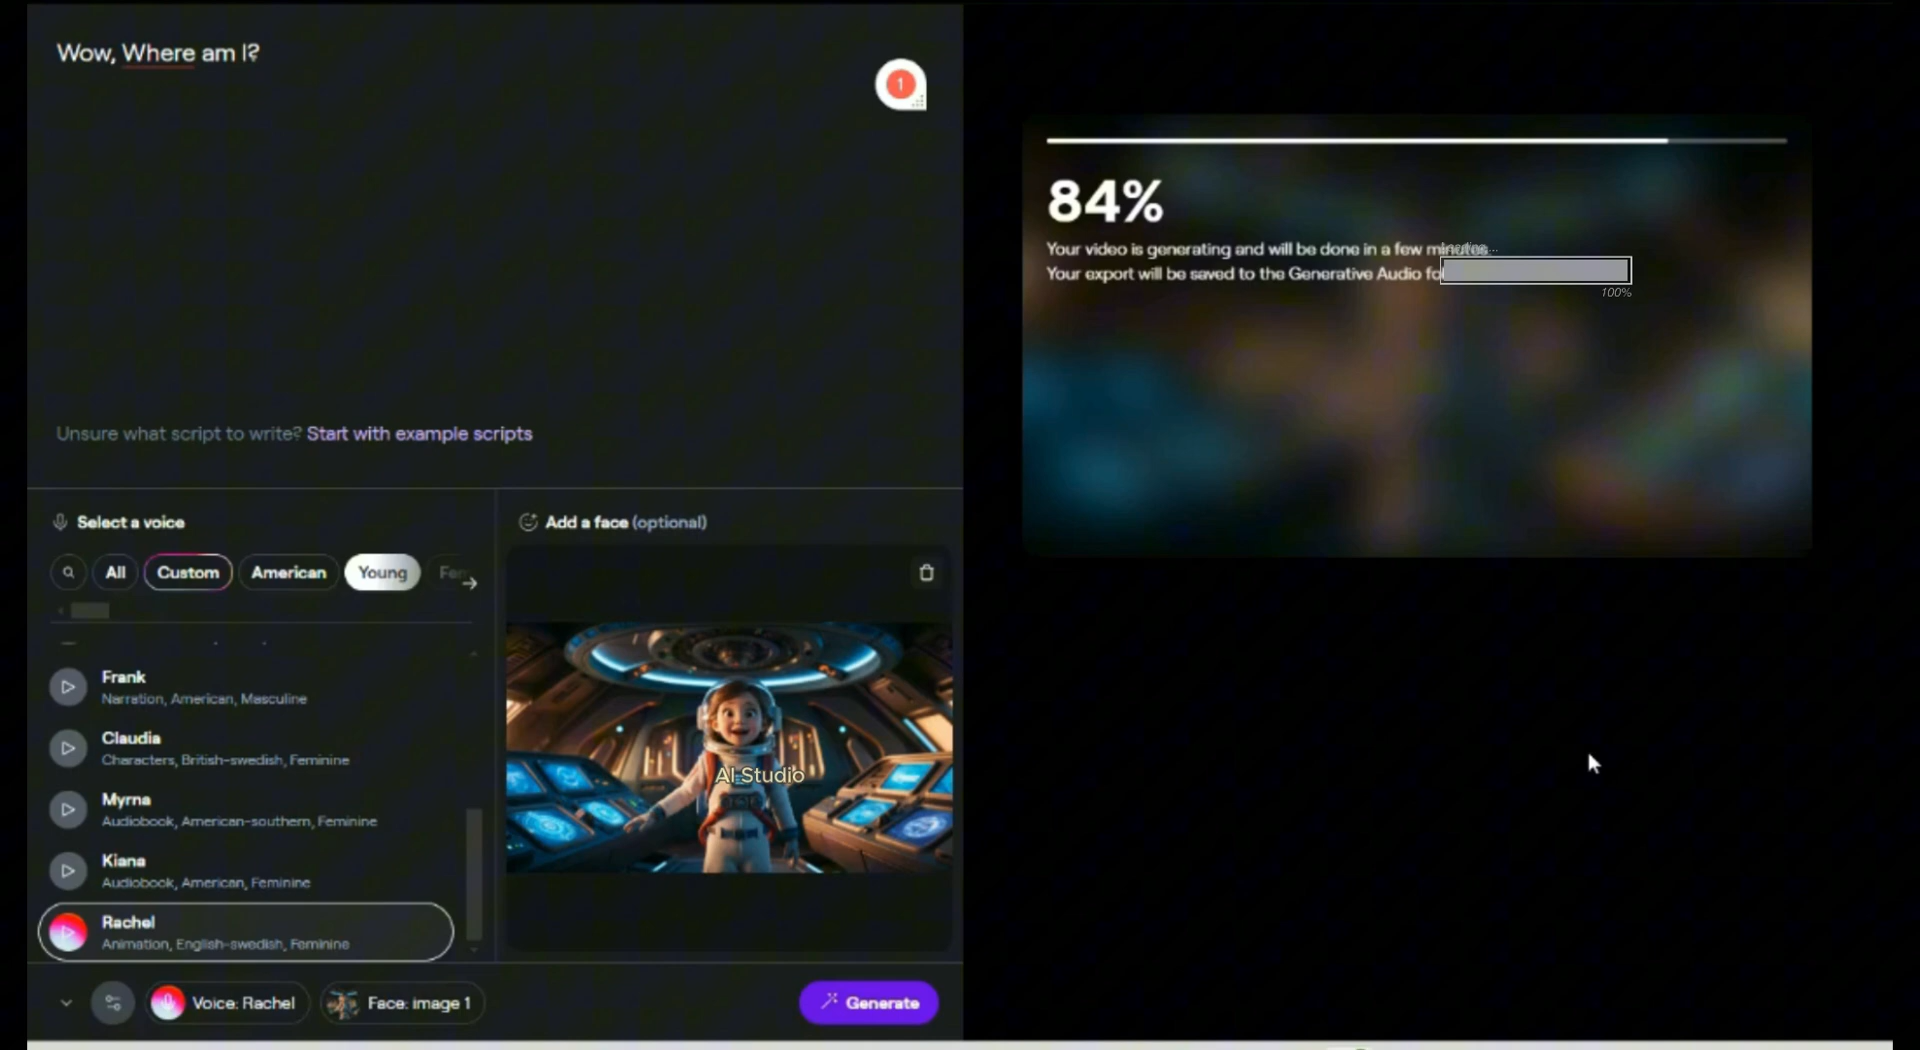 Wow, Where am I?
1
Unsure what script to write? Start with example scripts
Select a voice
All
Custom
American
Young
Frank
Narration, American, Masculine
Claudia
Characters, British-swedish, Feminine
Myrna
Audiobook, American-southern, Feminine
Kiana
Audiobook, American, Feminine
Rachel
Animation, English-swedish, Feminine
Add a face (optional)
AI Studio
Voice: Rachel
Face: image 1
Generate
84%
Your video is generating and will be done in a few minutes.
Your export will be saved to the Generative Audio
100%